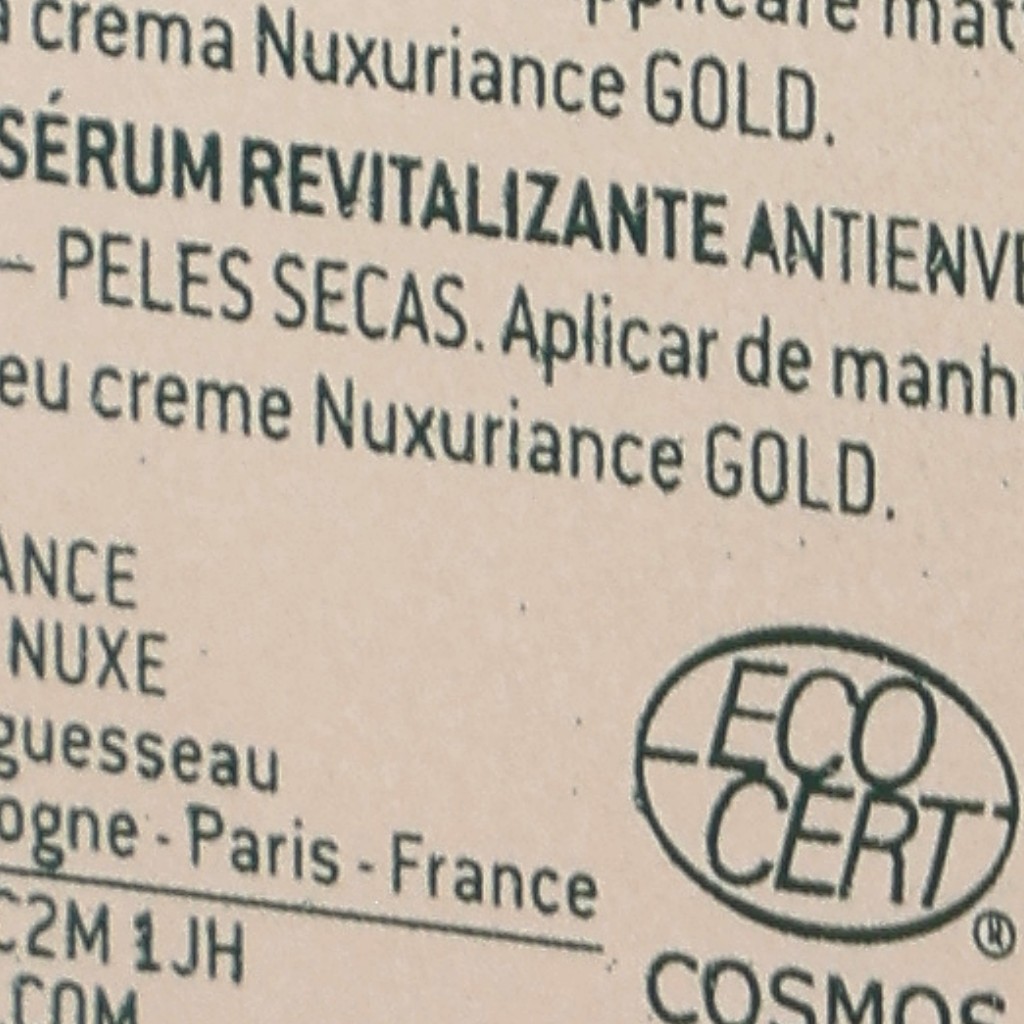 crema Nuxuriance GOLD.
SÉRUM REVITALIZANTE ANTIENVE
– PELES SECAS. Aplicar de manh
eu creme Nuxuriance GOLD.
ANCE
NUXE
guesseau
ogne - Paris - France
C2M 1JH
.COM
ECO
CERT
®
COSMOS